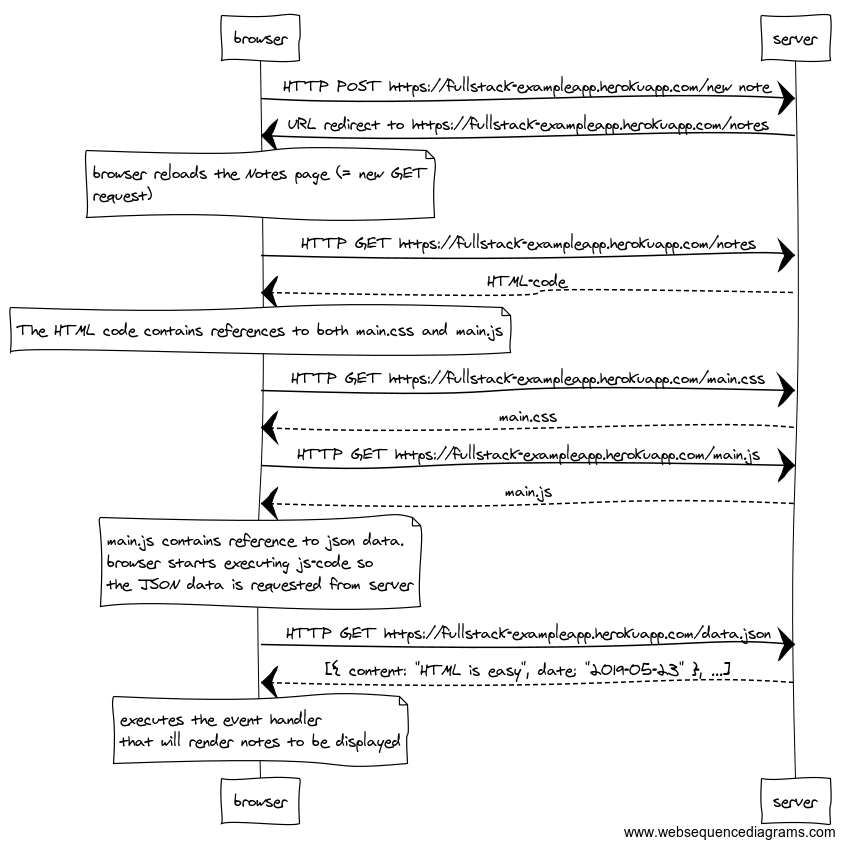 browser server
HTTP POST https://fullstack-exampleapp.herokuapp.com/new note
URL redirect to https://fullstack-exampleapp.herokuapp.com/notes
browser reloads the Notes page (= new GET
request)
HTTP GET https://fullstack-exampleapp.herokuapp.com/notes
HTML-code
The HTML code contains references to both main.css and main.js
HTTP GET https://fullstack-exampleapp.herokuapp.com/main.css
main.css
HTTP GET https://fullstack-exampleapp.herokuapp.com/main.js
main.js
main.js contains reference to json data.
browser starts executing js-code so
the JSON data is requested from server
HTTP GET https://fullstack-exampleapp.herokuapp.com/data.json
[{ content: "HTML is easy", date: "2019-05-23" }, ...]
executes the event handler
that will render notes to be displayed
browser server
www.websequencediagrams.com